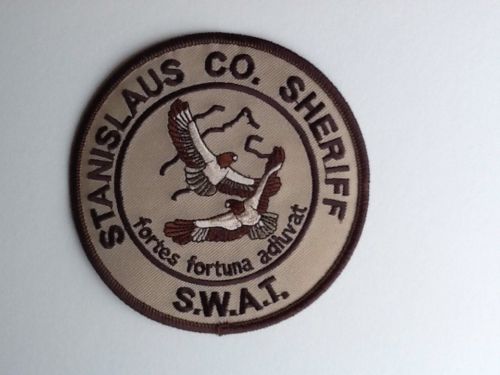 STANISLAUS CO. SHERIFF
fortes fortuna adiuvat
S.W.A.T.